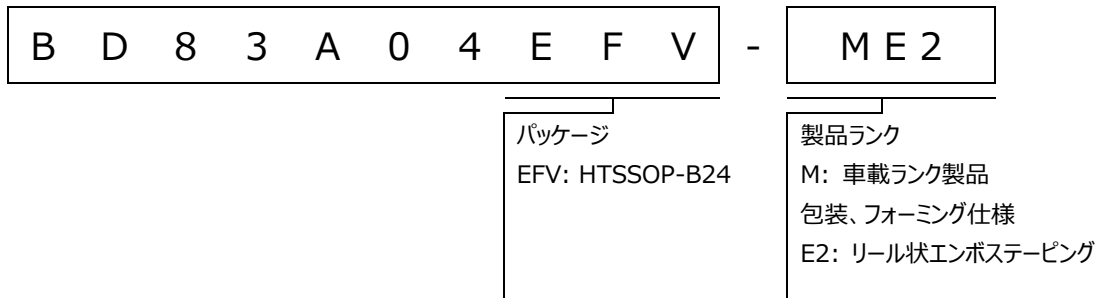 B D 8 3 A 0 4 E F V - M E 2
パッケージ
EFV: HTSSOP-B24
製品ランク
M: 車載ランク製品
包装、フォーミング仕様
E2: リール状エンボステーピング